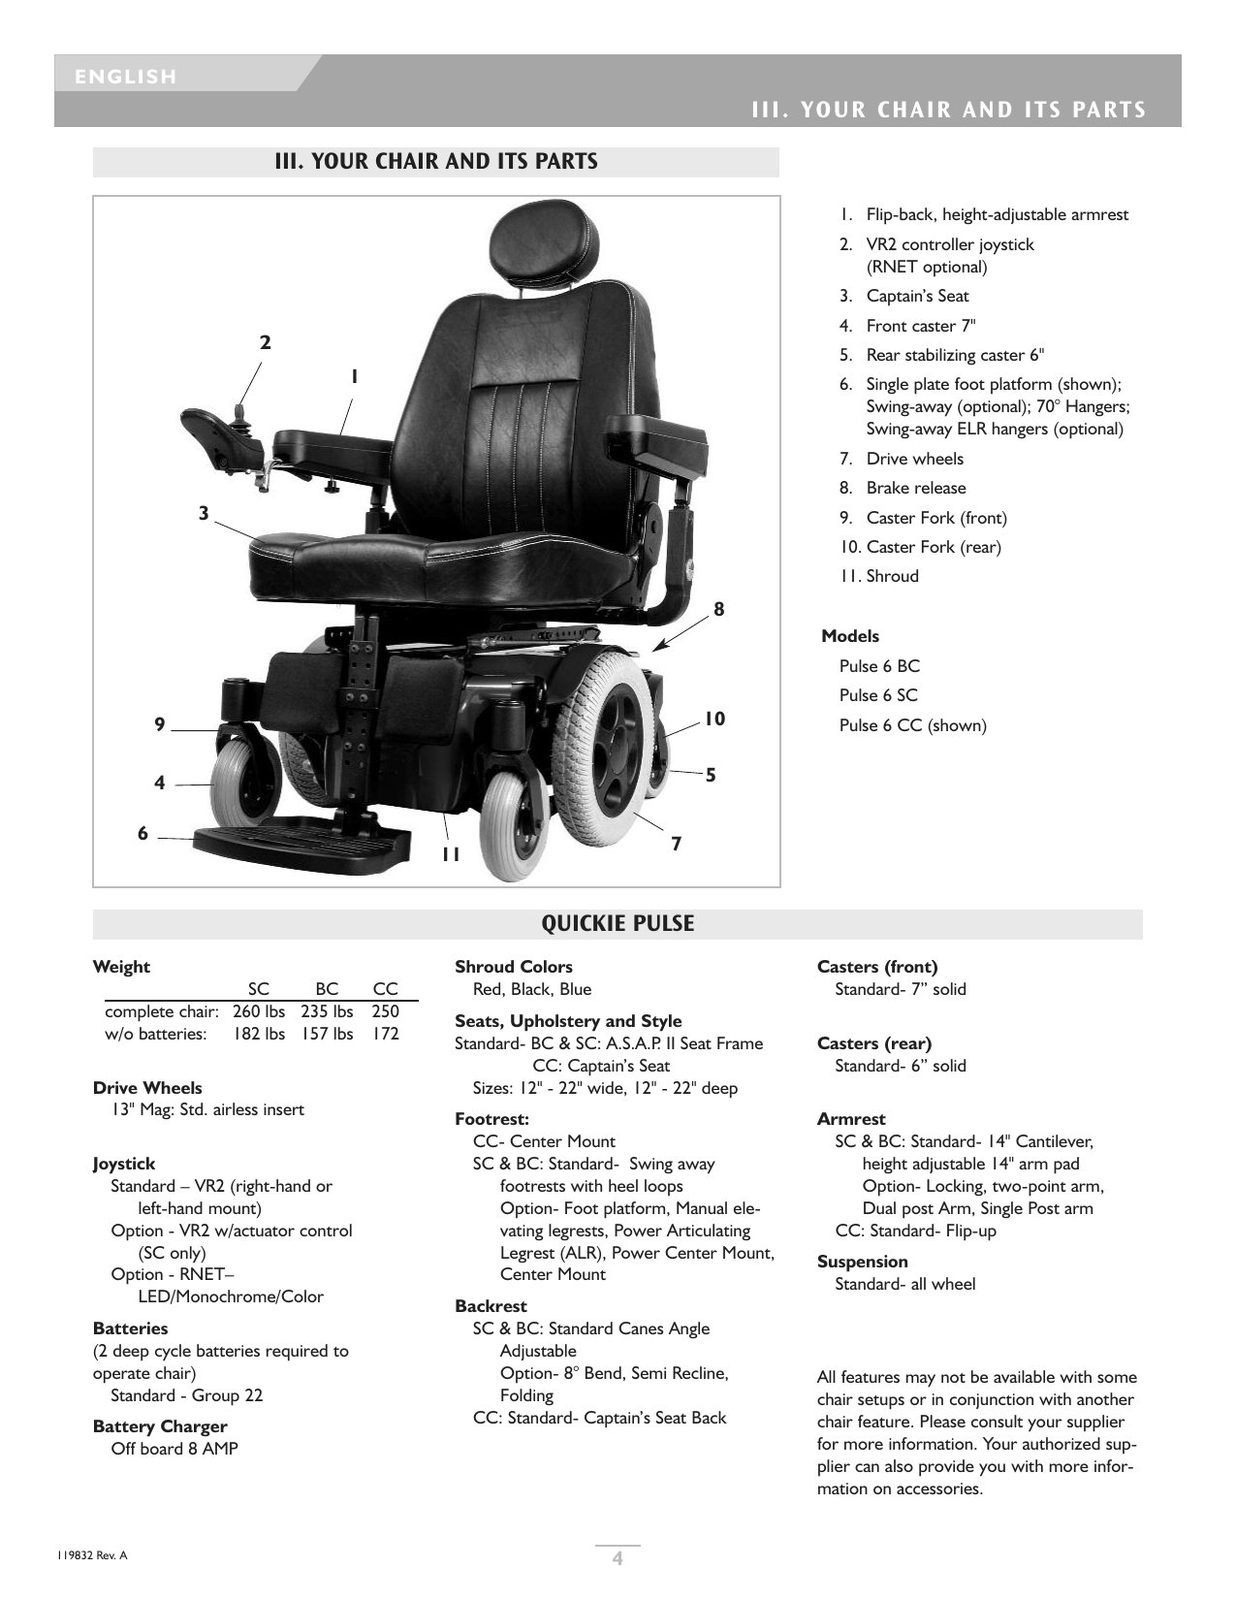 ENGLISH
III. YOUR CHAIR AND ITS PARTS
III. YOUR CHAIR AND ITS PARTS
2
1
3
8
9
10
4
5
6
7
11
1. Flip-back, height-adjustable armrest
2. VR2 controller joystick
(RNET optional)
3. Captain’s Seat
4. Front caster 7"
5. Rear stabilizing caster 6"
6. Single plate foot platform (shown);
Swing-away (optional); 70° Hangers;
Swing-away ELR hangers (optional)
7. Drive wheels
8. Brake release
9. Caster Fork (front)
10. Caster Fork (rear)
11. Shroud
Models
Pulse 6 BC
Pulse 6 SC
Pulse 6 CC (shown)
QUICKIE PULSE
Weight
SC BC CC
complete chair: 260 lbs 235 lbs 250
w/o batteries: 182 lbs 157 lbs 172
Drive Wheels
13" Mag: Std. airless insert
Joystick
Standard – VR2 (right-hand or
left-hand mount)
Option - VR2 w/actuator control
(SC only)
Option - RNET–
LED/Monochrome/Color
Batteries
(2 deep cycle batteries required to
operate chair)
Standard - Group 22
Battery Charger
Off board 8 AMP
Shroud Colors
Red, Black, Blue
Seats, Upholstery and Style
Standard- BC & SC: A.S.A.P. II Seat Frame
CC: Captain’s Seat
Sizes: 12" - 22" wide, 12" - 22" deep
Footrest:
CC- Center Mount
SC & BC: Standard- Swing away
footrests with heel loops
Option- Foot platform, Manual ele-
vating legrests, Power Articulating
Legrest (ALR), Power Center Mount,
Center Mount
Backrest
SC & BC: Standard Canes Angle
Adjustable
Option- 8° Bend, Semi Recline,
Folding
CC: Standard- Captain’s Seat Back
Casters (front)
Standard- 7” solid
Casters (rear)
Standard- 6” solid
Armrest
SC & BC: Standard- 14" Cantilever,
height adjustable 14" arm pad
Option- Locking, two-point arm,
Dual post Arm, Single Post arm
CC: Standard- Flip-up
Suspension
Standard- all wheel
All features may not be available with some
chair setups or in conjunction with another
chair feature. Please consult your supplier
for more information. Your authorized sup-
plier can also provide you with more infor-
mation on accessories.
119832 Rev. A
4